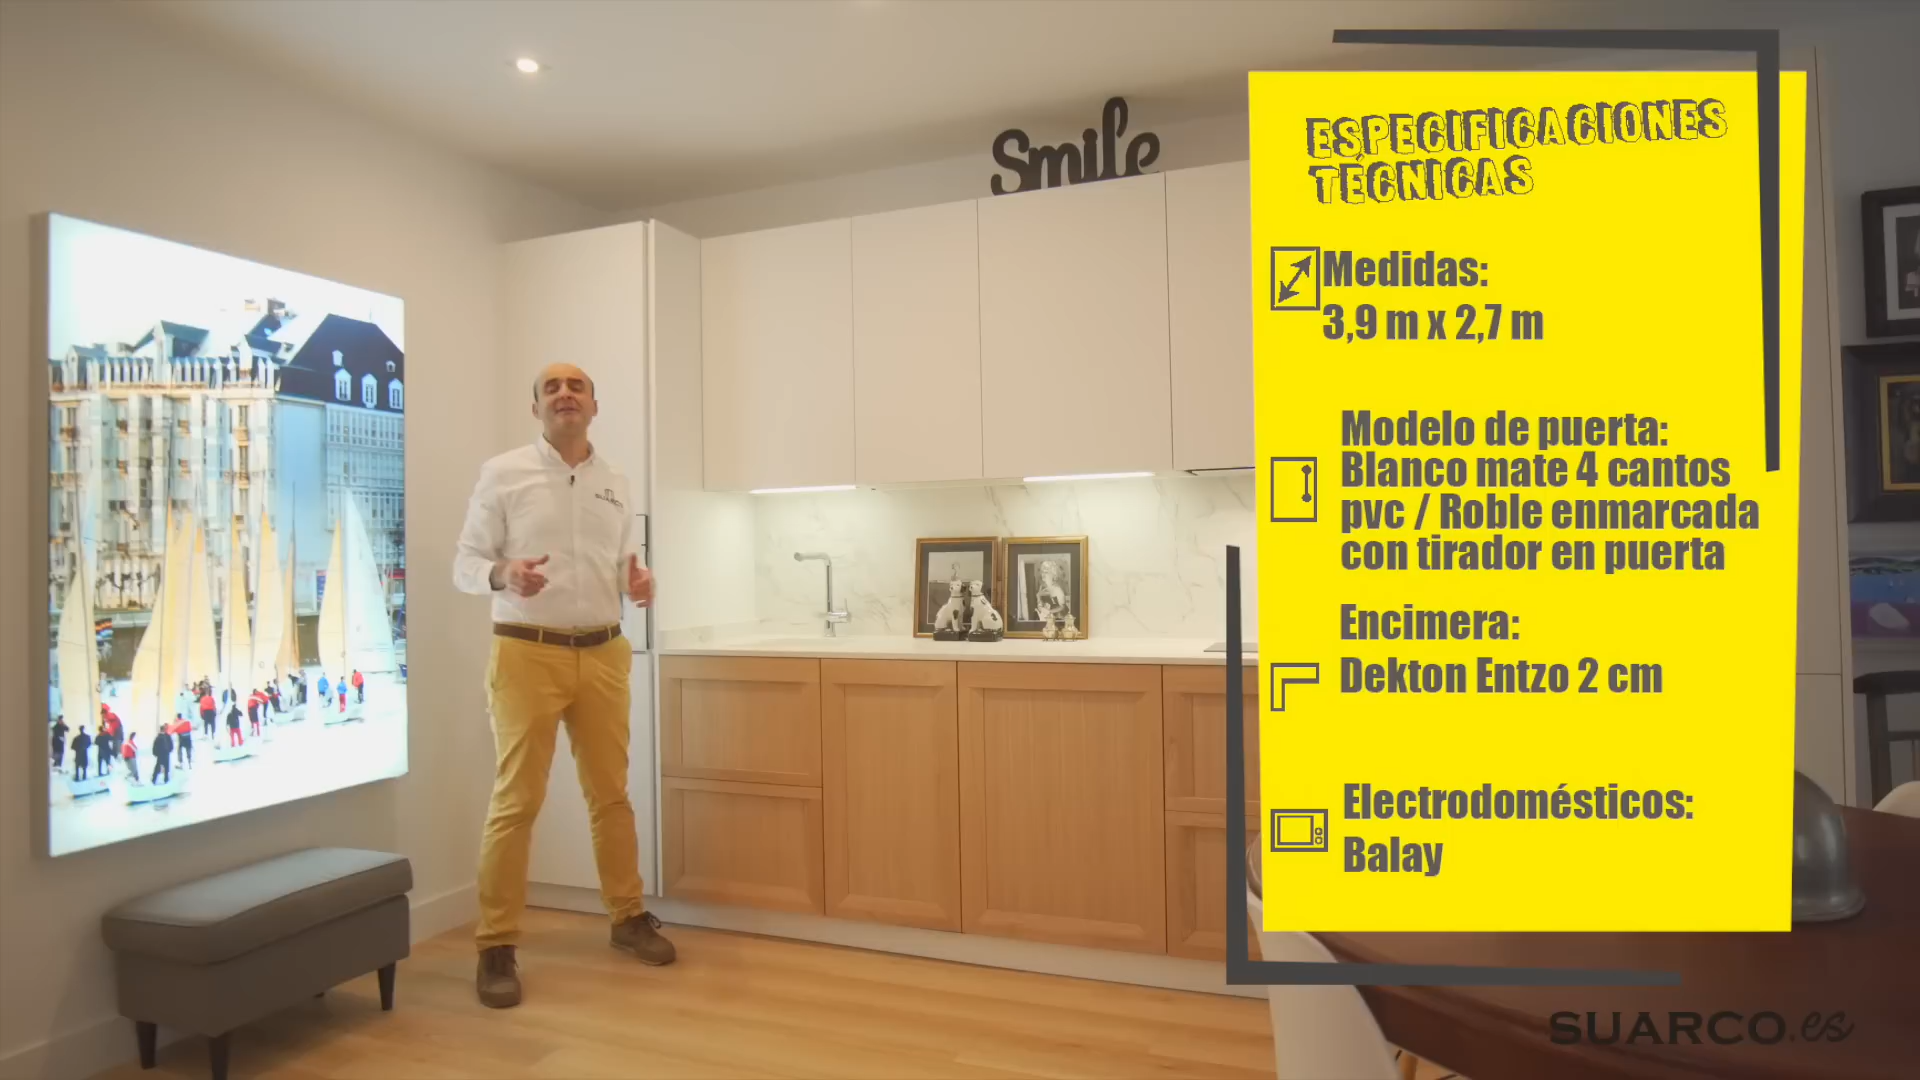 Smile
ESPECIFICACIONES
TÉCNICAS
Medidas:
3,9 m x 2,7 m
Modelo de puerta:
Blanco mate 4 cantos
pvc / Roble enmarcada
con tirador en puerta
Encimera:
Dekton Entzo 2 cm
Electrodomésticos:
Balay
SUARCO
SUARCO.es